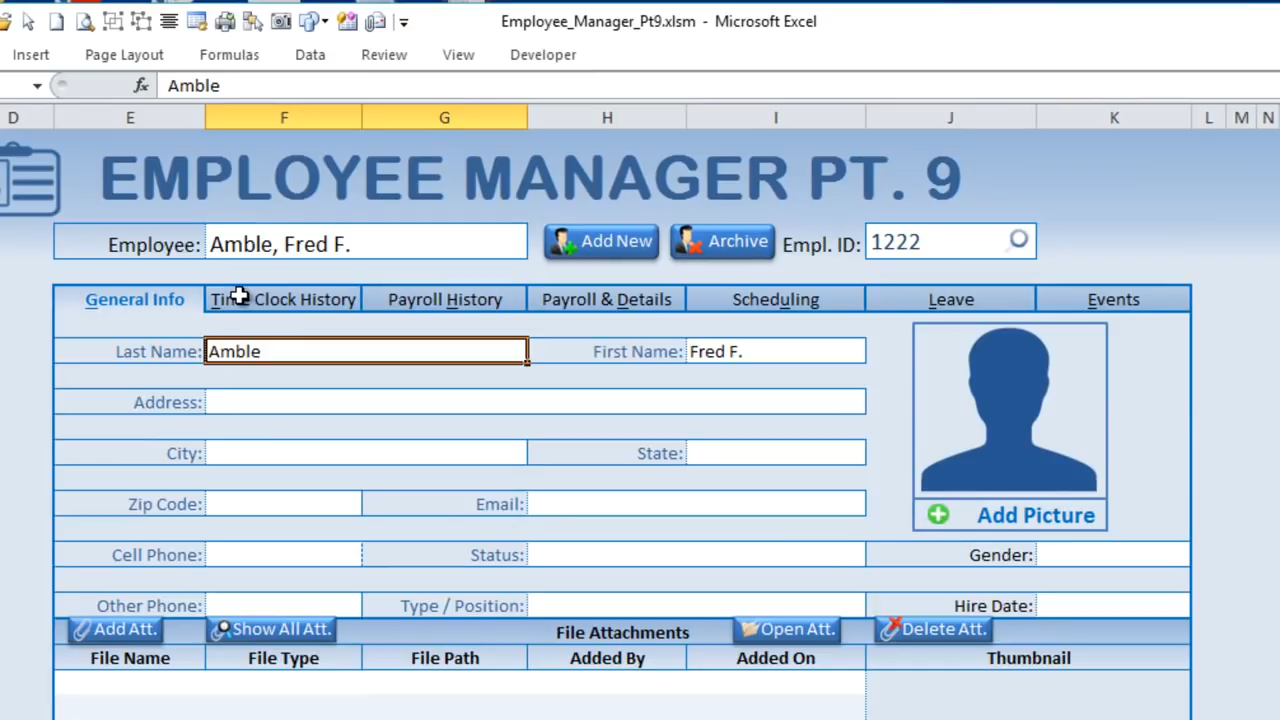 Employee_Manager_Pt9.xlsm - Microsoft Excel
Insert Page Layout Formulas Data Review View Developer
fx Amble
D E F G H I J K L M N
EMPLOYEE MANAGER PT. 9
Employee: Amble, Fred F. Add New Archive Empl. ID: 1222
General Info Time Clock History Payroll History Payroll & Details Scheduling Leave Events
Last Name: Amble First Name: Fred F.
Address:
City: State:
Zip Code: Email:
Add Picture
Cell Phone: Status: Gender:
Other Phone: Type / Position: Hire Date:
Add Att. Show All Att. File Attachments Open Att. Delete Att.
File Name File Type File Path Added By Added On Thumbnail